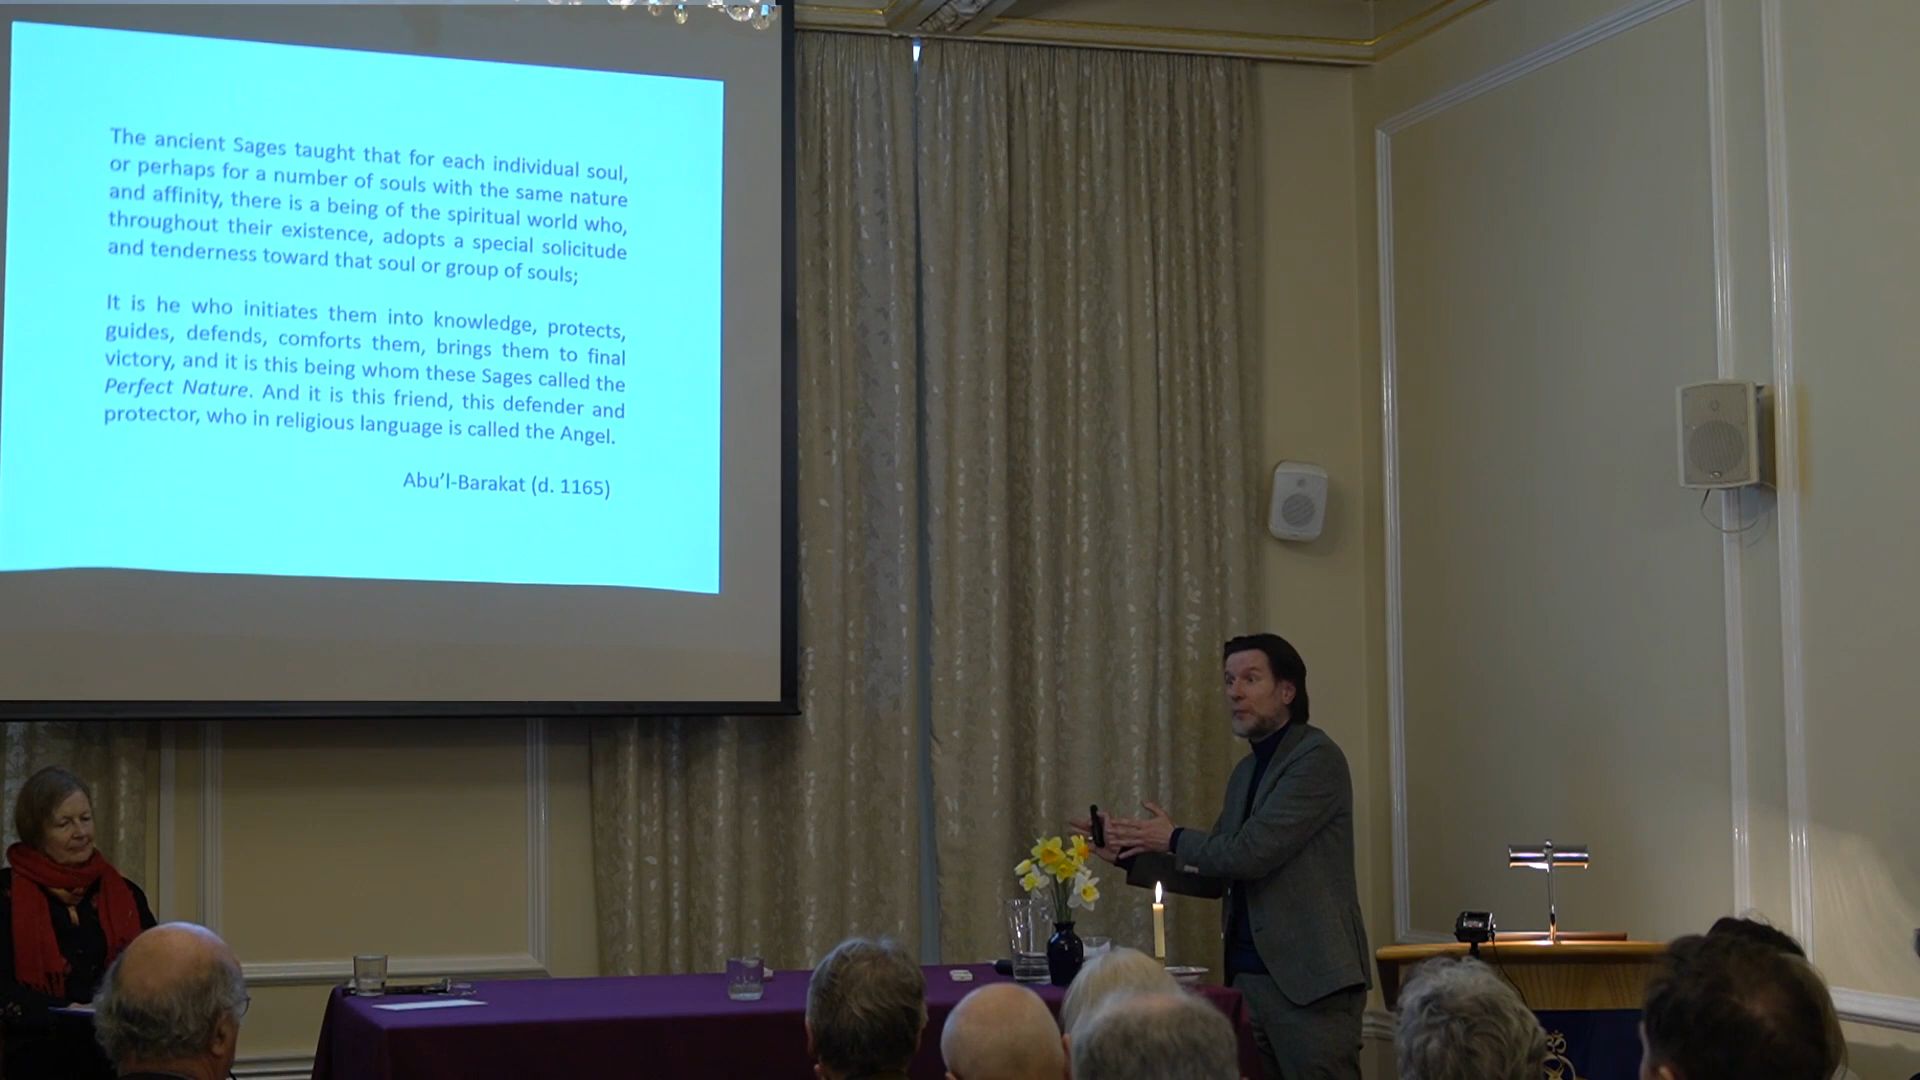 The ancient Sages taught that for each individual soul,
or perhaps for a number of souls with the same nature
and affinity, there is a being of the spiritual world who,
throughout their existence, adopts a special solicitude
and tenderness toward that soul or group of souls;
It is he who initiates them into knowledge, protects,
guides, defends, comforts them, brings them to final
victory, and it is this being whom these Sages called the
Perfect Nature. And it is this friend, this defender and
protector, who in religious language is called the Angel.
Abu’l-Barakat (d. 1165)